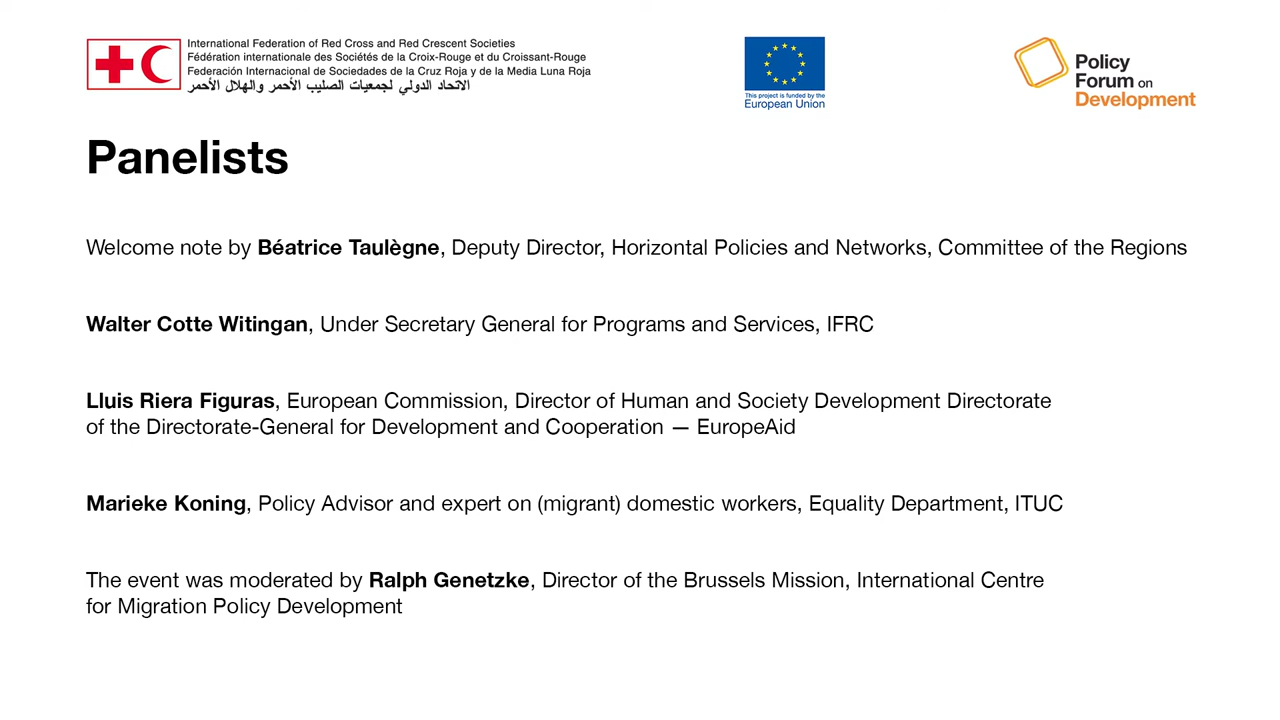 International Federation of Red Cross and Red Crescent Societies
Fédération internationale des Sociétés de la Croix-Rouge et du Croissant-Rouge
Federación Internacional de Sociedades de la Cruz Roja y de la Media Luna Roja
الاتحاد الدولي لجمعيات الصليب الأحمر والهلال الأحمر
This project is funded by the
European Union
Policy
Forum on
Development
Panelists
Welcome note by Béatrice Taulègne, Deputy Director, Horizontal Policies and Networks, Committee of the Regions
Walter Cotte Witingan, Under Secretary General for Programs and Services, IFRC
Lluis Riera Figuras, European Commission, Director of Human and Society Development Directorate
of the Directorate-General for Development and Cooperation — EuropeAid
Marieke Koning, Policy Advisor and expert on (migrant) domestic workers, Equality Department, ITUC
The event was moderated by Ralph Genetzke, Director of the Brussels Mission, International Centre
for Migration Policy Development